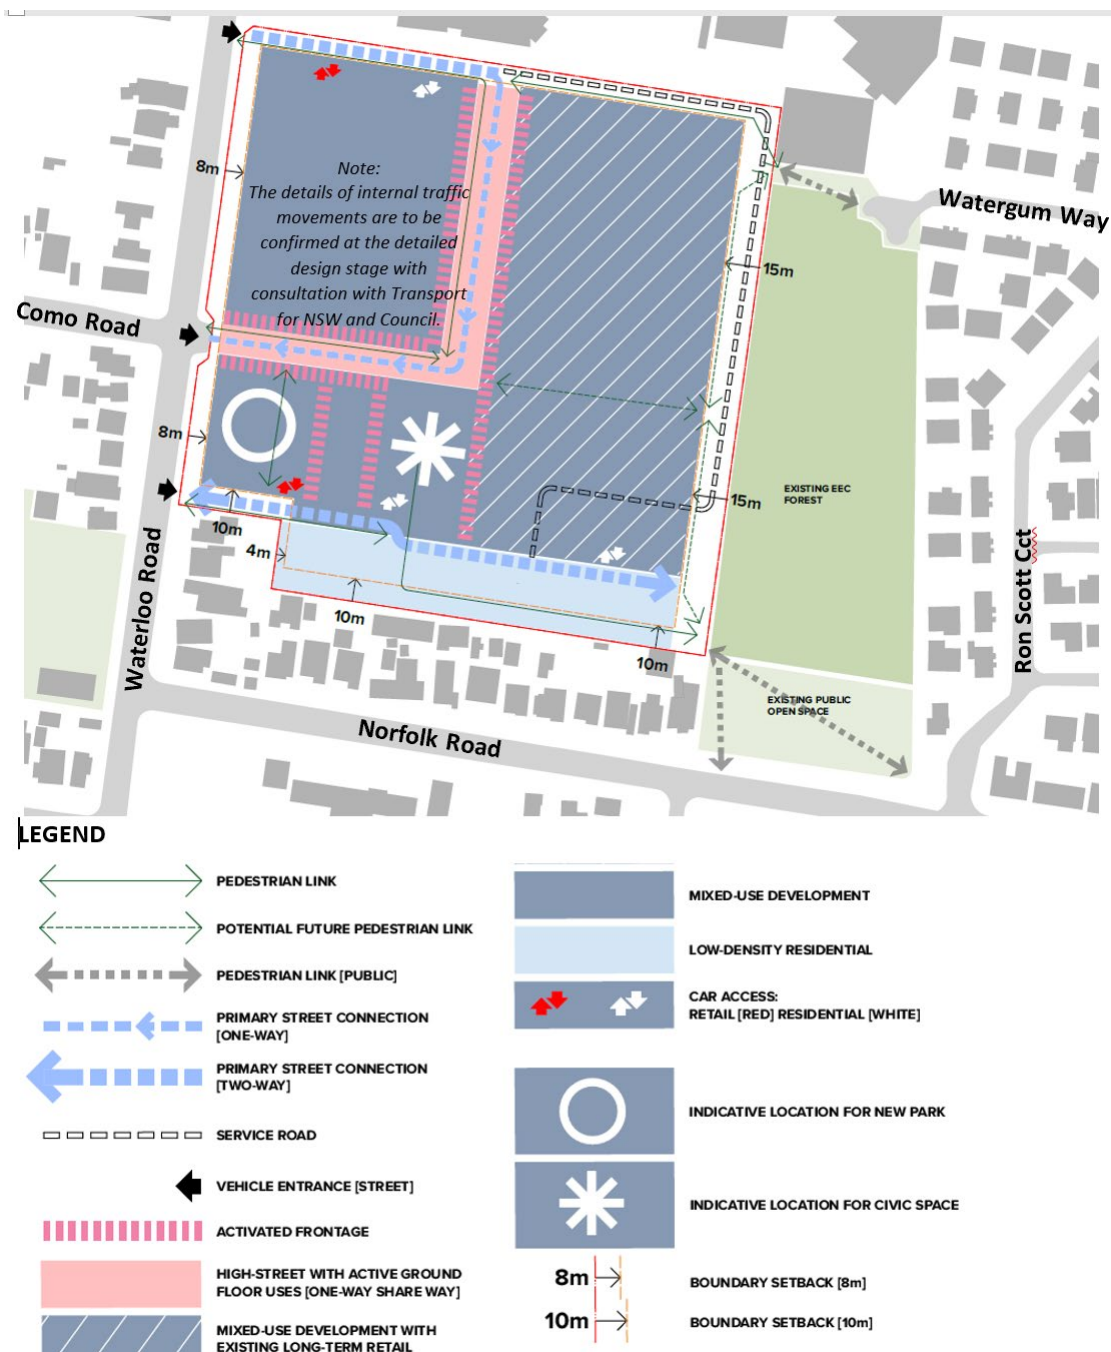 8m
Note:
The details of internal traffic
movements are to be
confirmed at the detailed
design stage with
consultation with Transport
for NSW and Council.
Watergum Way
15m
Como Road
8m
EXISTING EEC
FOREST
15m
10m
4m
10m
10m
Waterloo Road
Ron Scott Cct
EXISTING PUBLIC
OPEN SPACE
Norfolk Road
LEGEND
PEDESTRIAN LINK
POTENTIAL FUTURE PEDESTRIAN LINK
PEDESTRIAN LINK [PUBLIC]
PRIMARY STREET CONNECTION
[ONE-WAY]
PRIMARY STREET CONNECTION
[TWO-WAY]
SERVICE ROAD
VEHICLE ENTRANCE [STREET]
ACTIVATED FRONTAGE
HIGH-STREET WITH ACTIVE GROUND
FLOOR USES [ONE-WAY SHARE WAY]
MIXED-USE DEVELOPMENT WITH
EXISTING LONG-TERM RETAIL
MIXED-USE DEVELOPMENT
LOW-DENSITY RESIDENTIAL
CAR ACCESS:
RETAIL [RED] RESIDENTIAL [WHITE]
INDICATIVE LOCATION FOR NEW PARK
INDICATIVE LOCATION FOR CIVIC SPACE
8m
BOUNDARY SETBACK [8m]
10m
BOUNDARY SETBACK [10m]